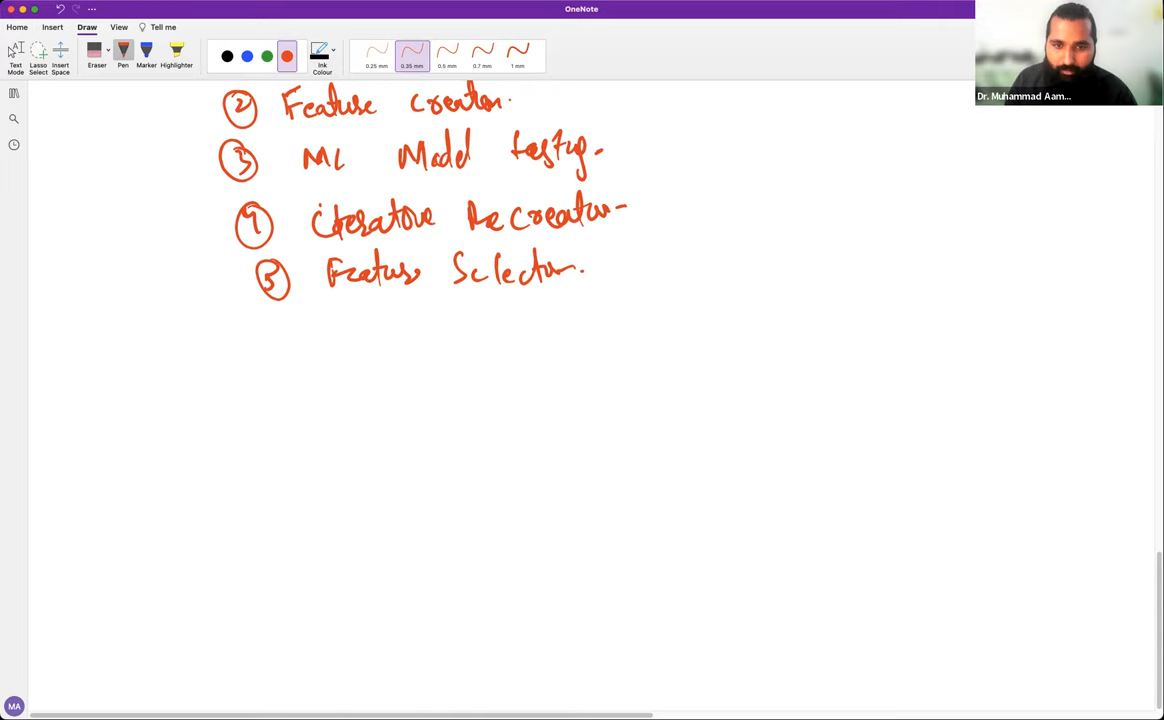 OneNote
Home Insert Draw View Tell me
Text Mode
Lasso Select
Insert Space
Eraser
Pen
Marker
Highlighter
Ink Colour
0.25 mm
0.35 mm
0.5 mm
0.7 mm
1 mm
Dr. Muhammad Aam...
② Feature creation.
③ ML Model testing.
④ iterative Recreation-
⑤ Feature Selection.
MA